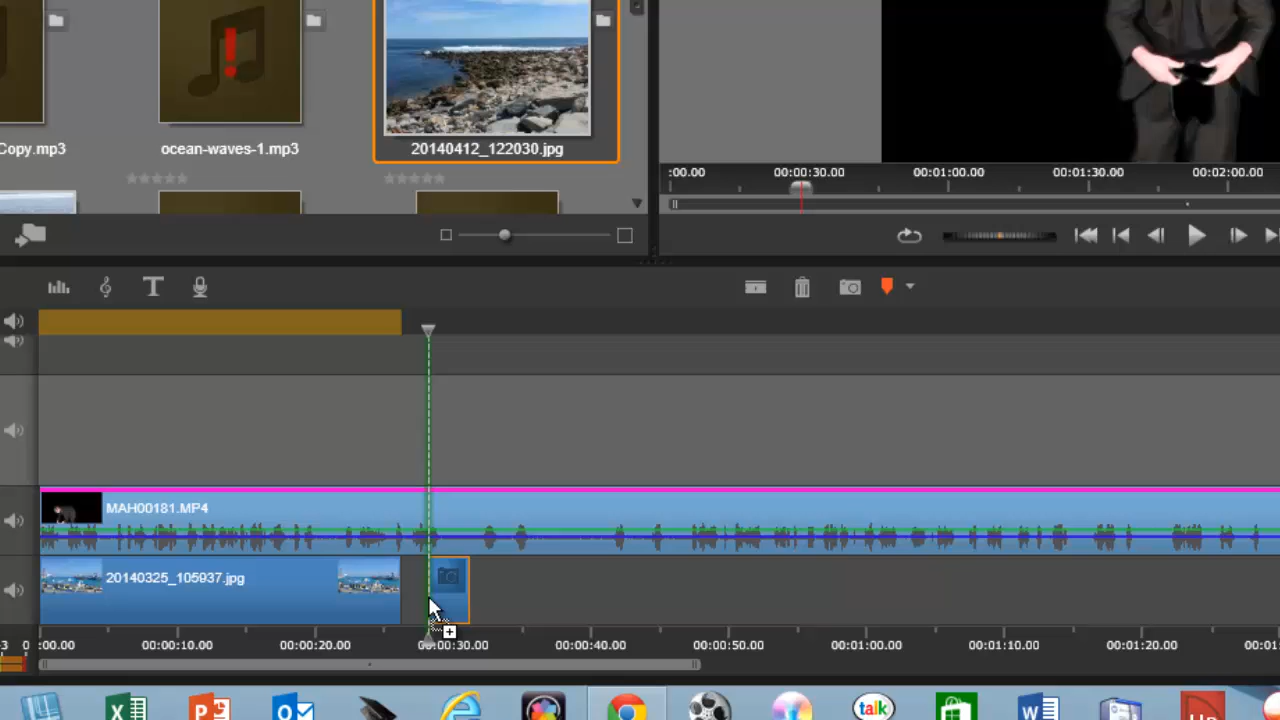 Copy.mp3
ocean-waves-1.mp3
20140412_122030.jpg
:00.00 00:00:30.00 00:01:00.00 00:01:30.00 00:02:00.00
T
MAH00181.MP4
20140325_105937.jpg
3 0 :00.00 00:00:10.00 00:00:20.00 00:00:30.00 00:00:40.00 00:00:50.00 00:01:00.00 00:01:10.00 00:01:20.00 00:01:
talk